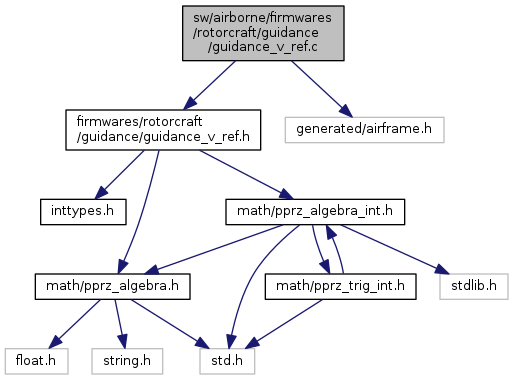 sw/airborne/firmwares
/rotorcraft/guidance
/guidance_v_ref.c
firmwares/rotorcraft
/guidance/guidance_v_ref.h
generated/airframe.h
inttypes.h
math/pprz_algebra_int.h
math/pprz_algebra.h
math/pprz_trig_int.h
stdlib.h
float.h
string.h
std.h